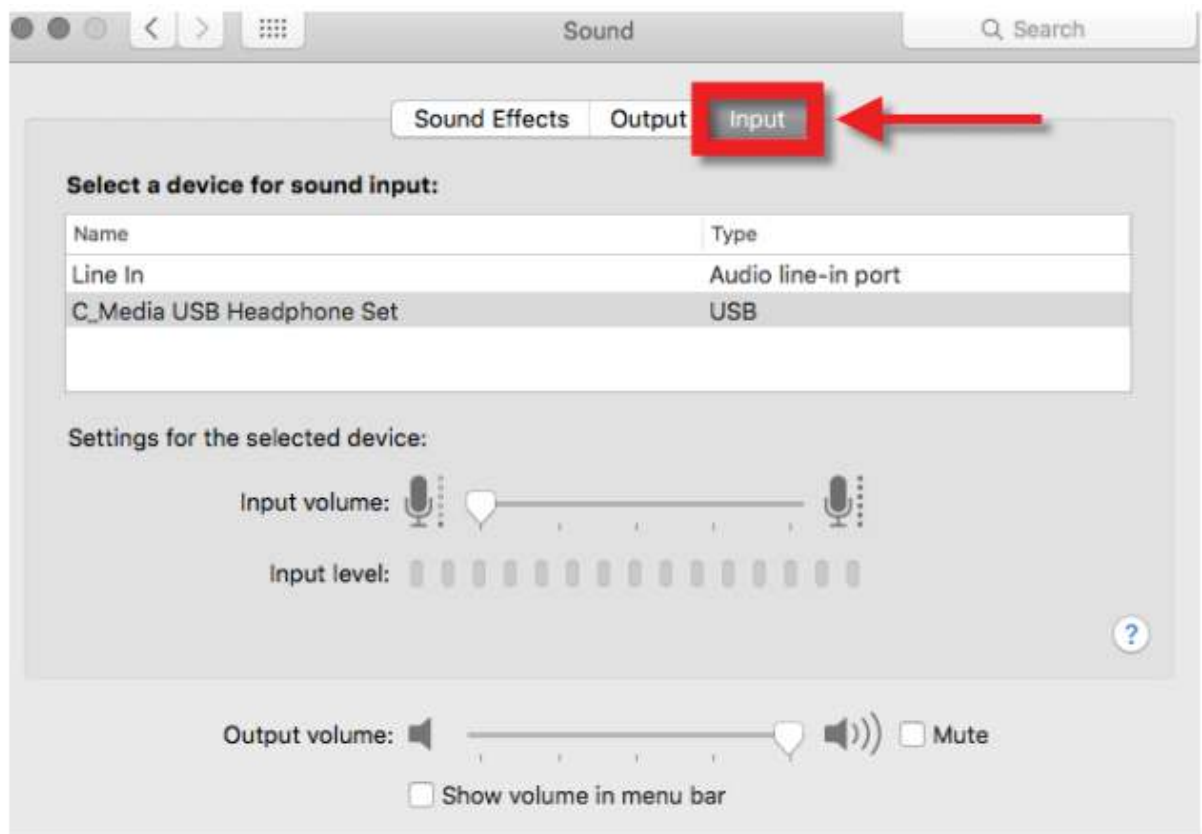 Sound
Search
Sound Effects Output Input
Select a device for sound input:
Name Type
Line In Audio line-in port
C_Media USB Headphone Set USB
Settings for the selected device:
Input volume:
Input level:
?
Output volume: Mute
Show volume in menu bar